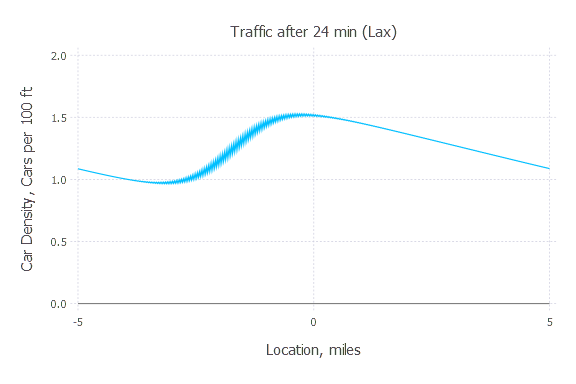 Traffic after 24 min (Lax)
2.0
1.5
1.0
0.5
0.0
Car Density, Cars per 100 ft
-5 0 5
Location, miles